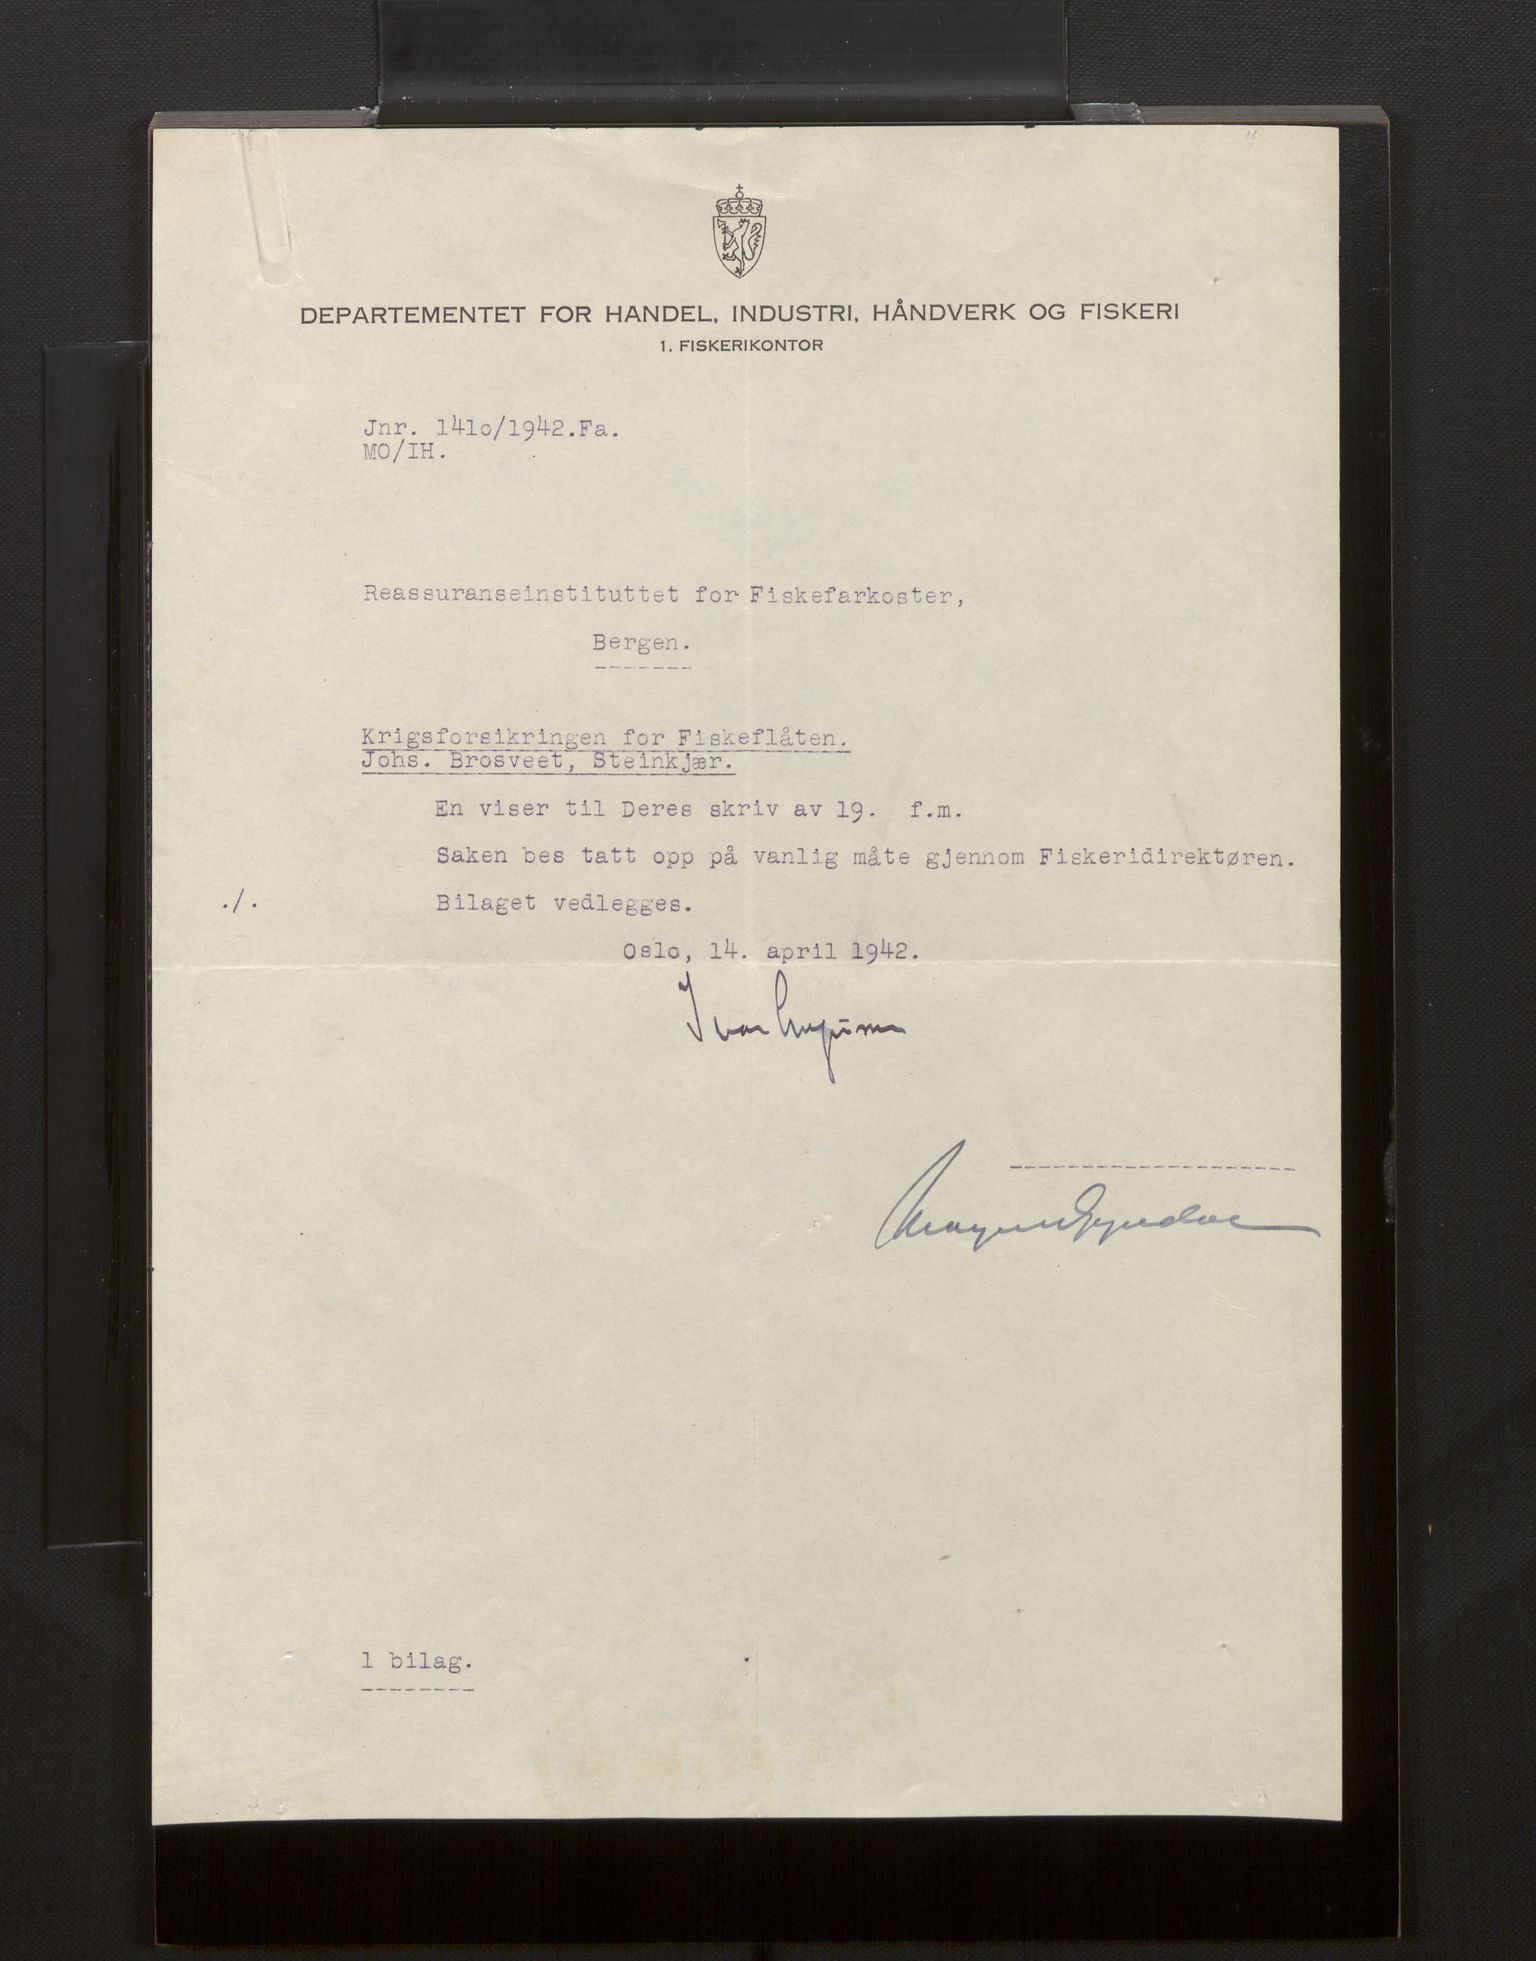 DEPARTEMENTET FOR HANDEL, INDUSTRI, HÅNDVERK OG FISKERI
1. FISKERIKONTOR
Jnr. 141o/1942.Fa.
MO/IH.
Reassuranseinstituttet for Fiskefarkoster,
Bergen.
Krigsforsikringen for Fiskeflåten.
Johs. Brosveet, Steinkjær.
En viser til Deres skriv av 19. f.m.
Saken bes tatt opp på vanlig måte gjennom Fiskeridirektøren.
./. Bilaget vedlegges.
Oslo, 14. april 1942.
Ivar
1 bilag.